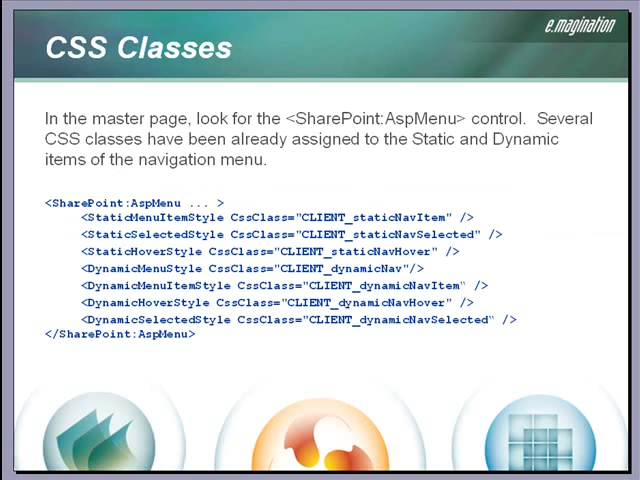 e.magination
CSS Classes
In the master page, look for the <SharePoint:AspMenu> control.  Several
CSS classes have been already assigned to the Static and Dynamic
items of the navigation menu.
<SharePoint:AspMenu ... >
<StaticMenuItemStyle CssClass="CLIENT_staticNavItem" />
<StaticSelectedStyle CssClass="CLIENT_staticNavSelected" />
<StaticHoverStyle CssClass="CLIENT_staticNavHover" />
<DynamicMenuStyle CssClass="CLIENT_dynamicNav"/>
<DynamicMenuItemStyle CssClass="CLIENT_dynamicNavItem" />
<DynamicHoverStyle CssClass="CLIENT_dynamicNavHover" />
<DynamicSelectedStyle CssClass="CLIENT_dynamicNavSelected" />
</SharePoint:AspMenu>